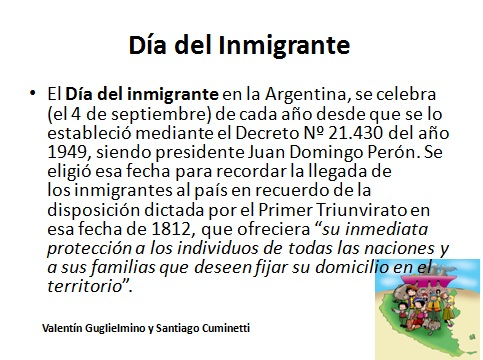 Día del Inmigrante
• El Día del inmigrante en la Argentina, se celebra
(el 4 de septiembre) de cada año desde que se lo
estableció mediante el Decreto Nº 21.430 del año
1949, siendo presidente Juan Domingo Perón. Se
eligió esa fecha para recordar la llegada de
los inmigrantes al país en recuerdo de la
disposición dictada por el Primer Triunvirato en
esa fecha de 1812, que ofreciera “su inmediata
protección a los individuos de todas las naciones y
a sus familias que deseen fijar su domicilio en el
territorio”.
Valentín Guglielmino y Santiago Cuminetti